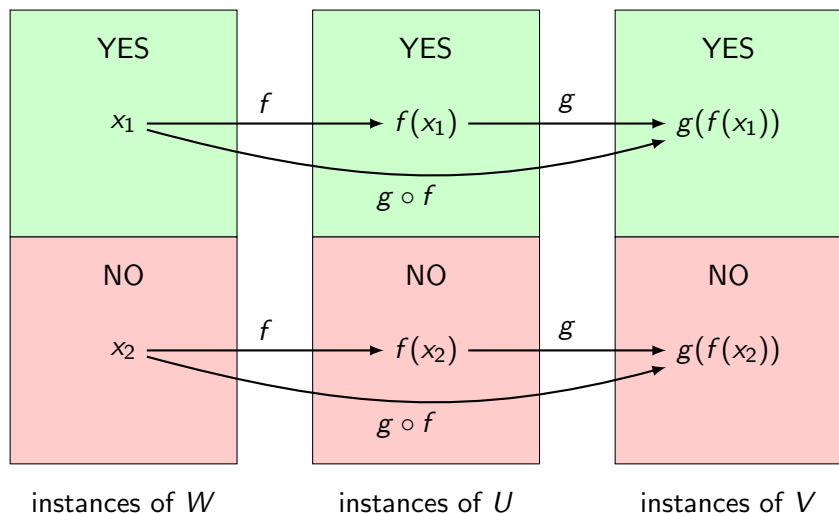 YES YES YES
f g
x₁ f(x₁) g(f(x₁))
g ∘ f
NO NO NO
f g
x₂ f(x₂) g(f(x₂))
g ∘ f
instances of W instances of U instances of V